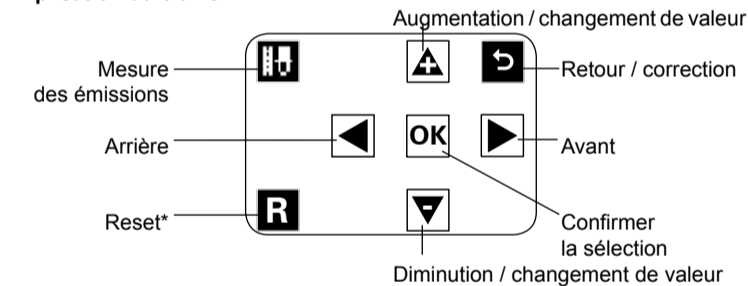 Augmentation / changement de valeur
Mesure
des émissions
Retour / correction
Arrière
OK
Avant
Reset*
R
Confirmer
la sélection
Diminution / changement de valeur